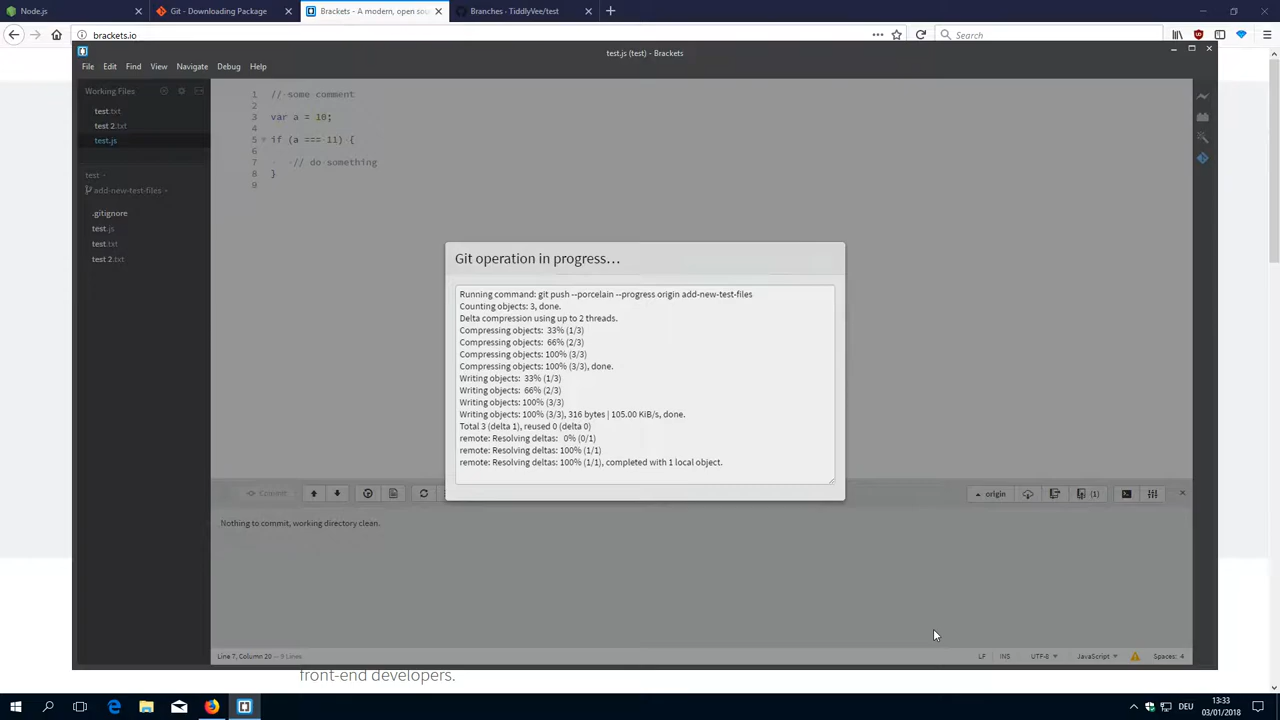 Node.js
Git - Downloading Package
Brackets - A modern, open sou
Branches · TiddlyVee/test
brackets.io
Search
test.js (test) - Brackets
File Edit Find View Navigate Debug Help
Working Files
test.txt
test 2.txt
test.js
test
add-new-test-files
.gitignore
test.js
test.txt
test 2.txt
1 // some comment
2
3 var a = 10;
4
5 if (a === 11) {
6
7 // do something
8 }
9
Git operation in progress…
Running command: git push --porcelain --progress origin add-new-test-files
Counting objects: 3, done.
Delta compression using up to 2 threads.
Compressing objects: 33% (1/3)
Compressing objects: 66% (2/3)
Compressing objects: 100% (3/3)
Compressing objects: 100% (3/3), done.
Writing objects: 33% (1/3)
Writing objects: 66% (2/3)
Writing objects: 100% (3/3)
Writing objects: 100% (3/3), 316 bytes | 105.00 KiB/s, done.
Total 3 (delta 1), reused 0 (delta 0)
remote: Resolving deltas: 0% (0/1)
remote: Resolving deltas: 100% (1/1)
remote: Resolving deltas: 100% (1/1), completed with 1 local object.
Commit
origin
(1)
Nothing to commit, working directory clean.
Line 7, Column 20 — 9 Lines
LF INS UTF-8 JavaScript Spaces: 4
front-end developers.
DEU
13:33
03/01/2018